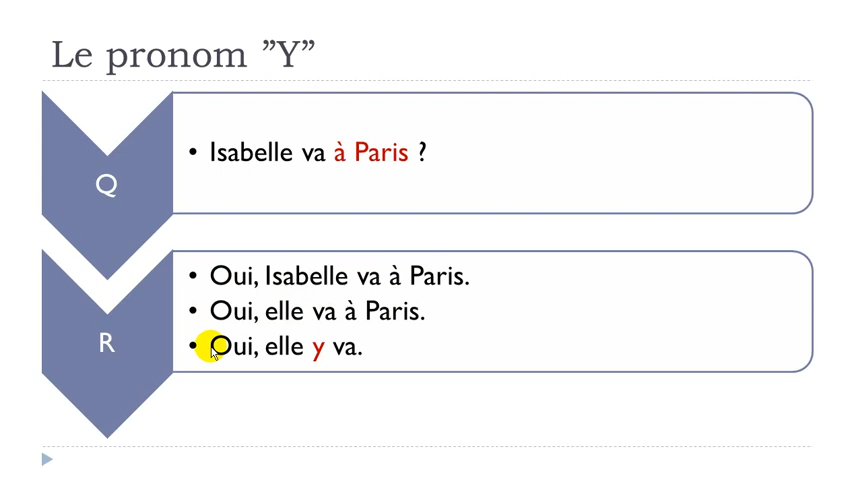 Le pronom ”Y”
Q
• Isabelle va à Paris ?
R
• Oui, Isabelle va à Paris.
• Oui, elle va à Paris.
• Oui, elle y va.